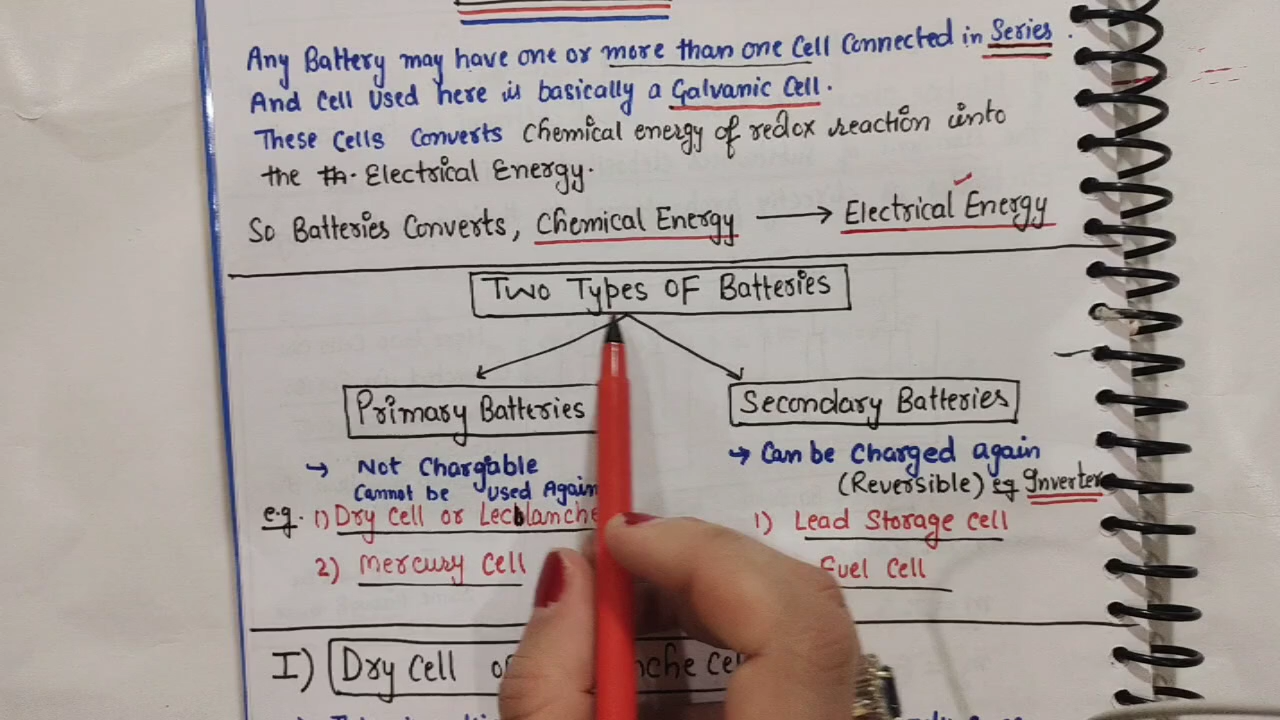 Any Battery may have one or more than one Cell Connected in Series.
And Cell Used here is basically a Galvanic Cell.
These Cells Converts Chemical energy of redox reaction into
the th. Electrical Energy.
So Batteries Converts, Chemical Energy → Electrical Energy
Two Types OF Batteries
Primary Batteries
Secondary Batteries
→ Not Chargable
Cannot be Used Again
e.g. 1) Dry Cell or Leclanche
2) Mercury Cell
→ Can be Charged again
(Reversible) eg Inverter
1) Lead Storage Cell
Fuel Cell
I) Dry Cell